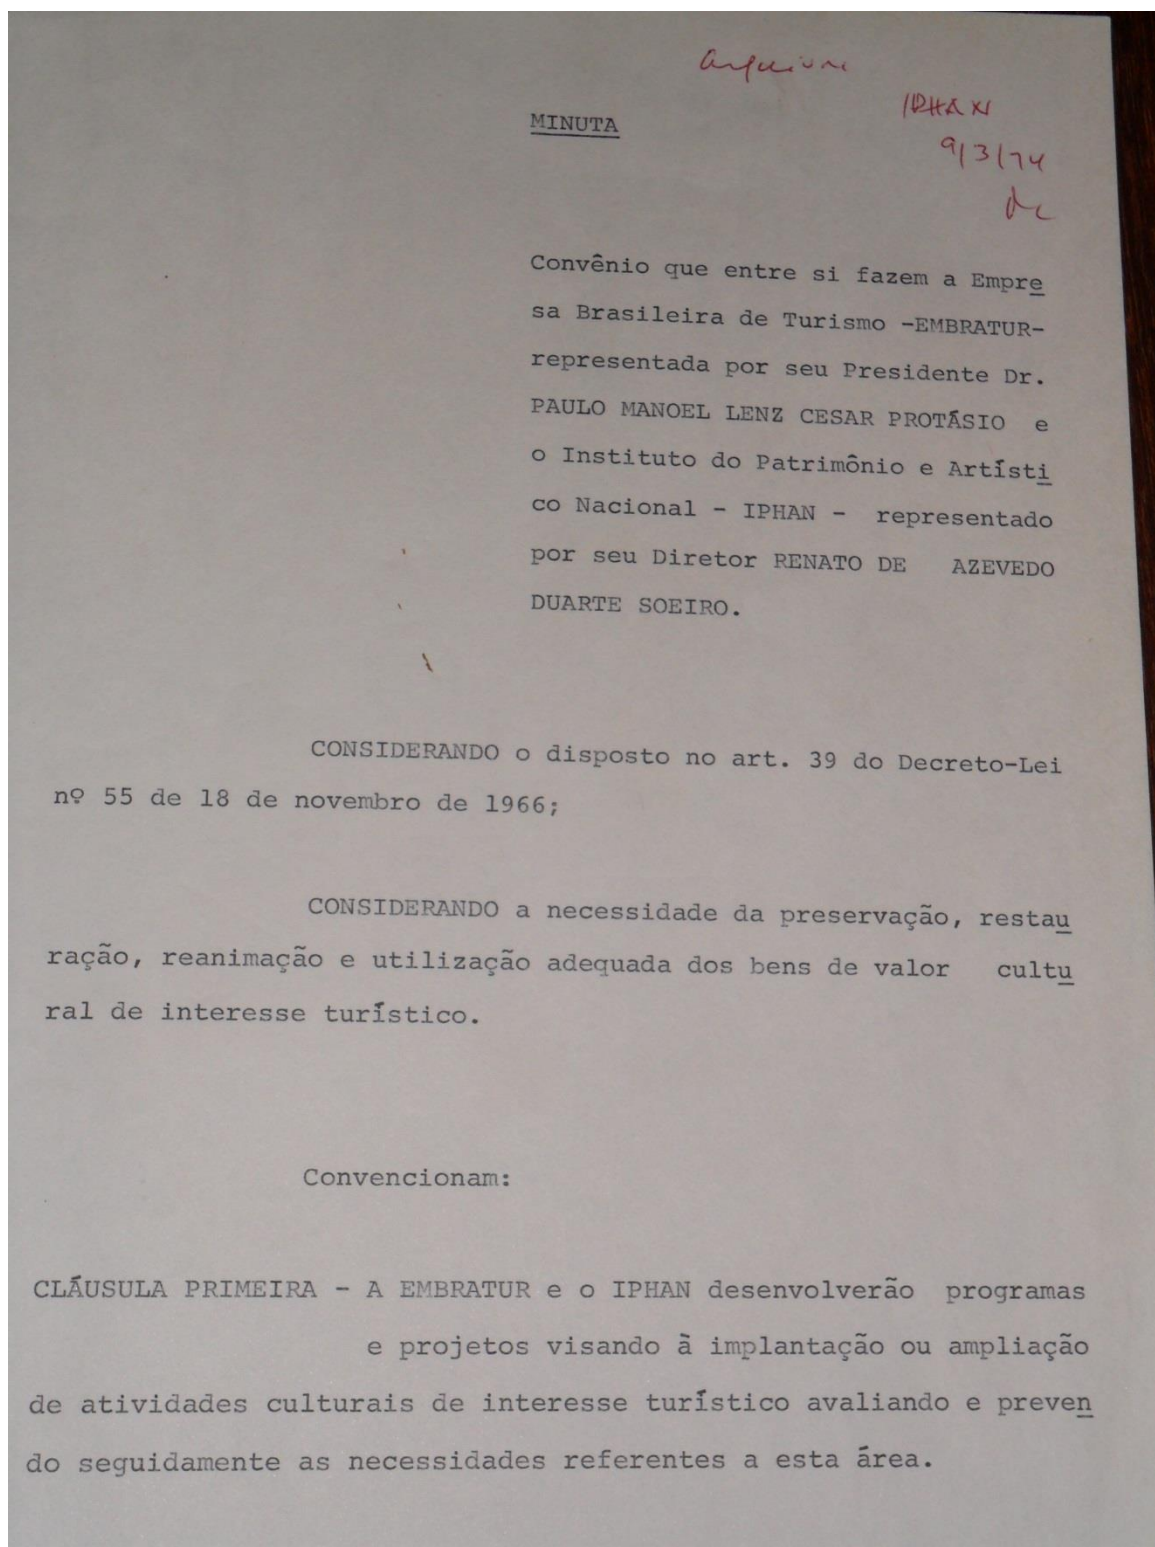 IPHAN
MINUTA
9/3/74
Convênio que entre si fazem a Empre
sa Brasileira de Turismo -EMBRATUR-
representada por seu Presidente Dr.
PAULO MANOEL LENZ CESAR PROTÁSIO e
o Instituto do Patrimônio e Artísti
co Nacional - IPHAN - representado
por seu Diretor RENATO DE AZEVEDO
DUARTE SOEIRO.
CONSIDERANDO o disposto no art. 39 do Decreto-Lei
nº 55 de 18 de novembro de 1966;
CONSIDERANDO a necessidade da preservação, restau
ração, reanimação e utilização adequada dos bens de valor cultu
ral de interesse turístico.
Convencionam:
CLÁUSULA PRIMEIRA - A EMBRATUR e o IPHAN desenvolverão programas
e projetos visando à implantação ou ampliação
de atividades culturais de interesse turístico avaliando e preven
do seguidamente as necessidades referentes a esta área.